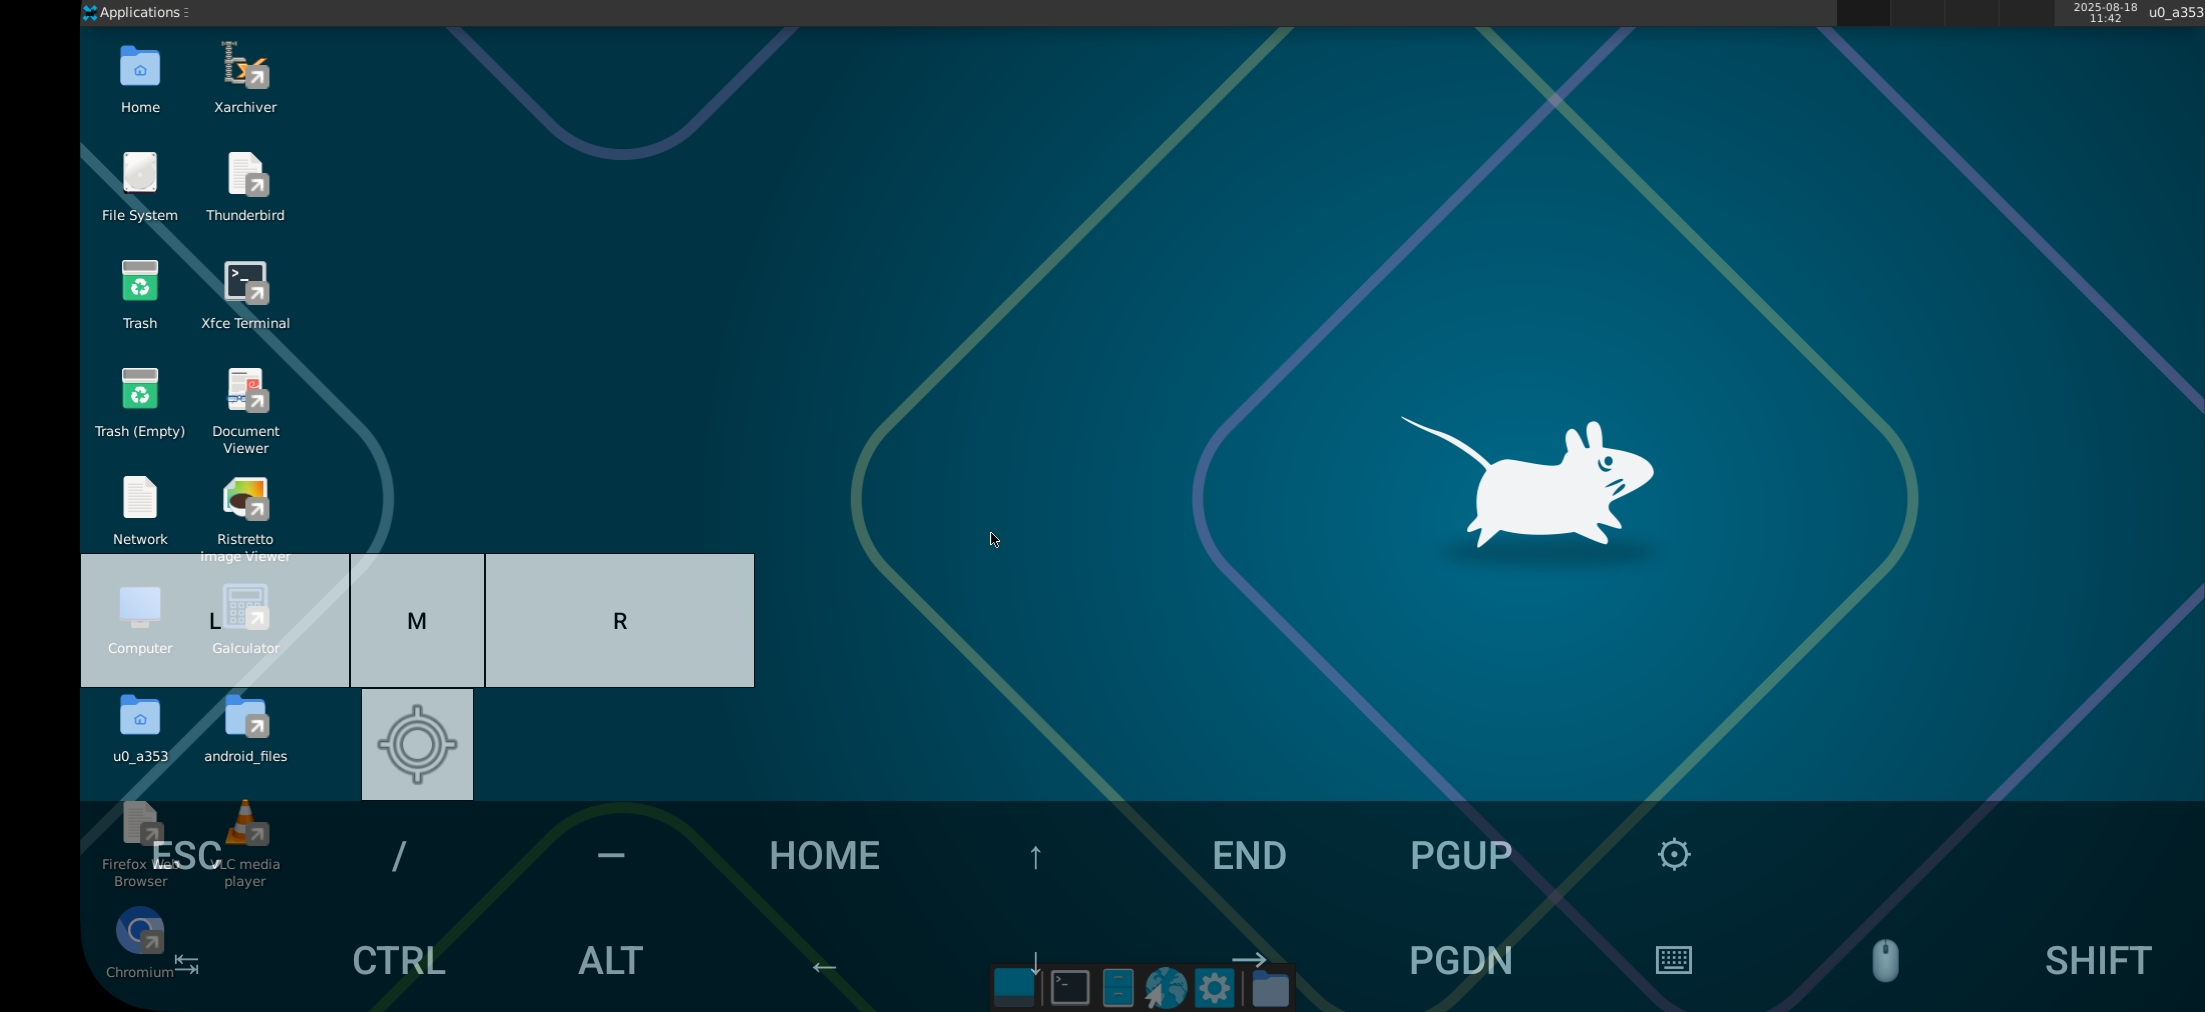 Applications
2025-08-18
11:42
u0_a353
Home
Xarchiver
File System
Thunderbird
Trash
Xfce Terminal
Trash (Empty)
Document
Viewer
Network
Ristretto
Image Viewer
L
M
R
Computer
Galculator
u0_a353
android_files
Firefox Web
Browser
VLC media
player
ESC
/
—
HOME
↑
END
PGUP
Chromium
↹
CTRL
ALT
←
↓
→
PGDN
SHIFT